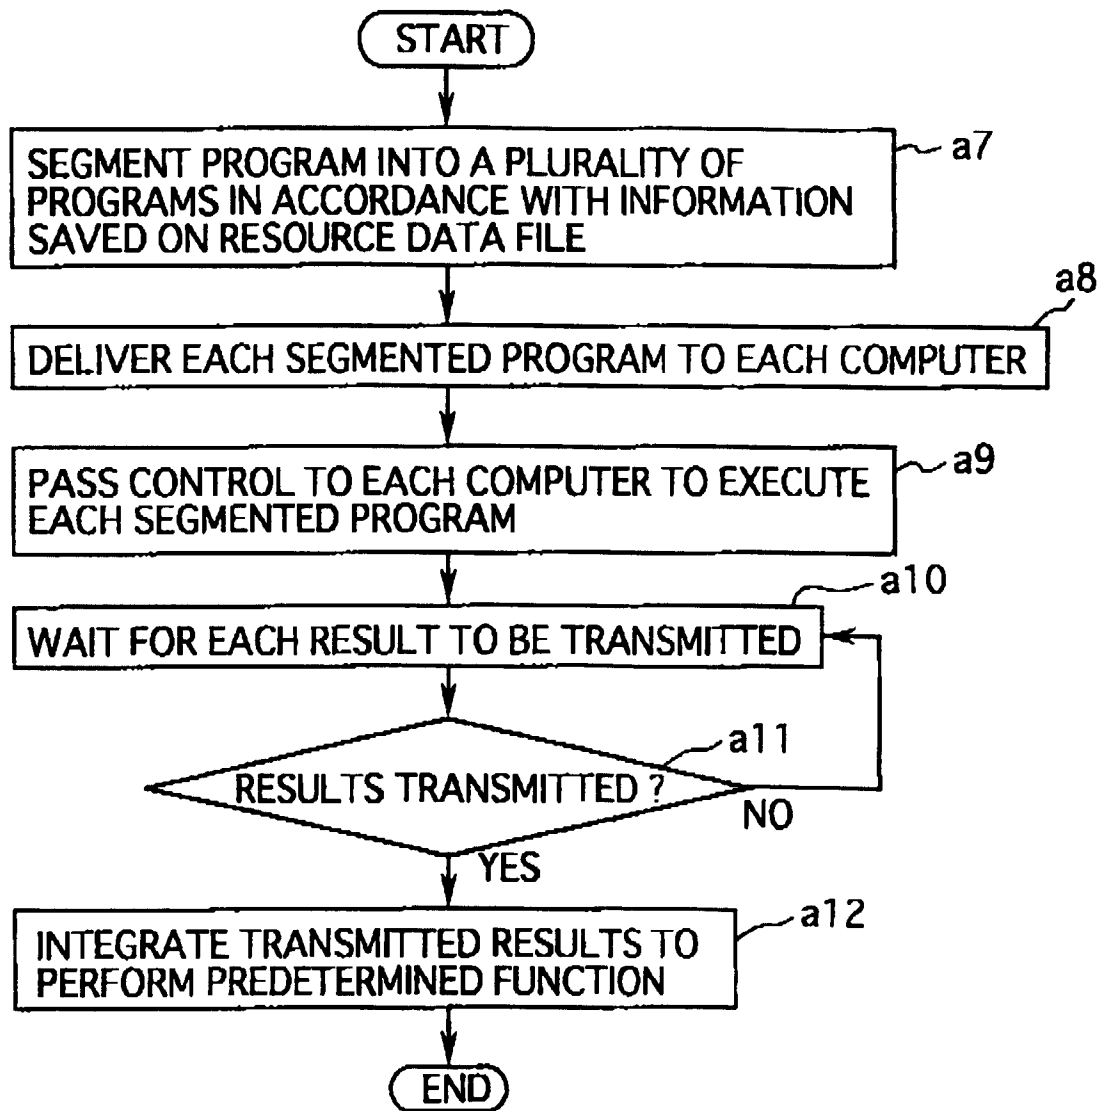 START
SEGMENT PROGRAM INTO A PLURALITY OF
PROGRAMS IN ACCORDANCE WITH INFORMATION
SAVED ON RESOURCE DATA FILE
a7
a8
DELIVER EACH SEGMENTED PROGRAM TO EACH COMPUTER
a9
PASS CONTROL TO EACH COMPUTER TO EXECUTE
EACH SEGMENTED PROGRAM
a10
WAIT FOR EACH RESULT TO BE TRANSMITTED
a11
RESULTS TRANSMITTED ?
NO
YES
a12
INTEGRATE TRANSMITTED RESULTS TO
PERFORM PREDETERMINED FUNCTION
END